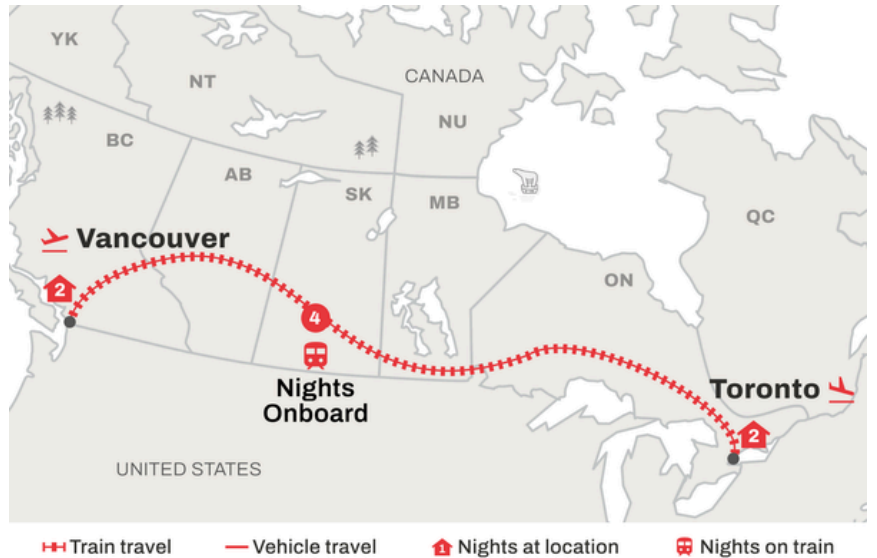 YK
NT
CANADA
NU
BC
AB
SK
MB
QC
Vancouver
ON
2
4
Nights
Onboard
Toronto
2
UNITED STATES
Train travel
Vehicle travel
1 Nights at location
Nights on train